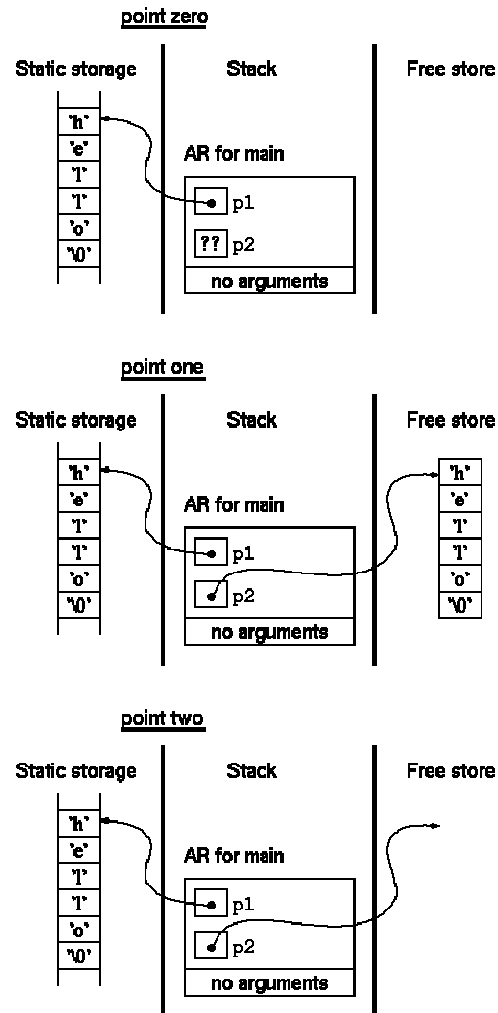 point zero
Static storage Stack Free store
'h'
'e'
'l'
'l'
'o'
'\0'
AR for main
p1
?? p2
no arguments
point one
Static storage Stack Free store
'h' 'h'
'e' 'e'
'l' 'l'
'l' 'l'
'o' 'o'
'\0' '\0'
AR for main
p1
p2
no arguments
point two
Static storage Stack Free store
'h'
'e'
'l'
'l'
'o'
'\0'
AR for main
p1
p2
no arguments